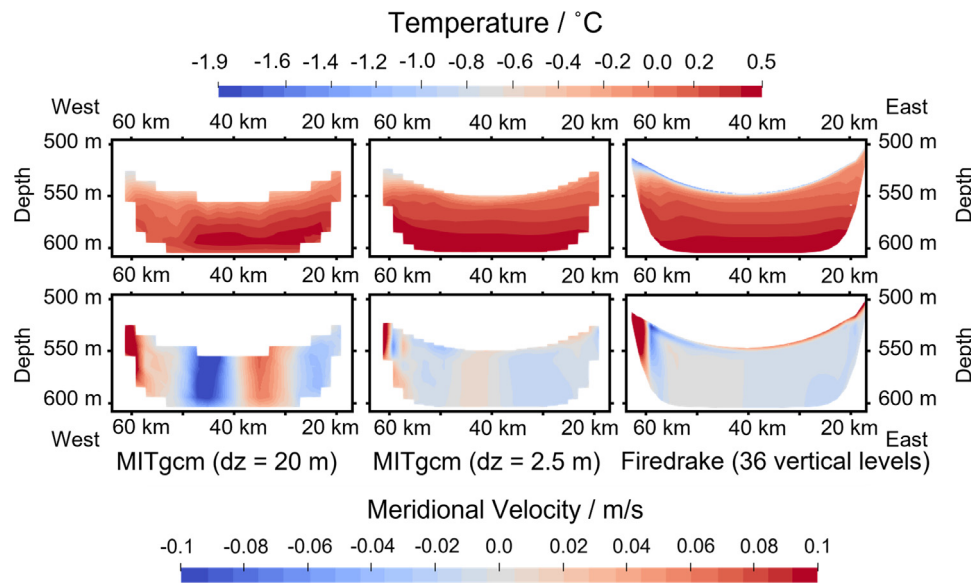 Temperature / ˚C
-1.9 -1.6 -1.4 -1.0 -0.8 -0.6 -0.4 -0.2 0.0 0.2 0.5
West East
60 km 40 km 20 km 60 km 40 km 20 km 60 km 40 km 20 km
500 m 500 m
Depth 550 m 550 m Depth
600 m 600 m
60 km 40 km 20 km 60 km 40 km 20 km 60 km 40 km 20 km
500 m 500 m
Depth 550 m 550 m Depth
600 m 600 m
60 km 40 km 20 km 60 km 40 km 20 km 60 km 40 km 20 km
West East
MITgcm (dz = 20 m) MITgcm (dz = 2.5 m) Firedrake (36 vertical levels)
Meridional Velocity / m/s
-0.1 -0.08 -0.06 -0.04 -0.02 0.0 0.02 0.04 0.06 0.08 0.1